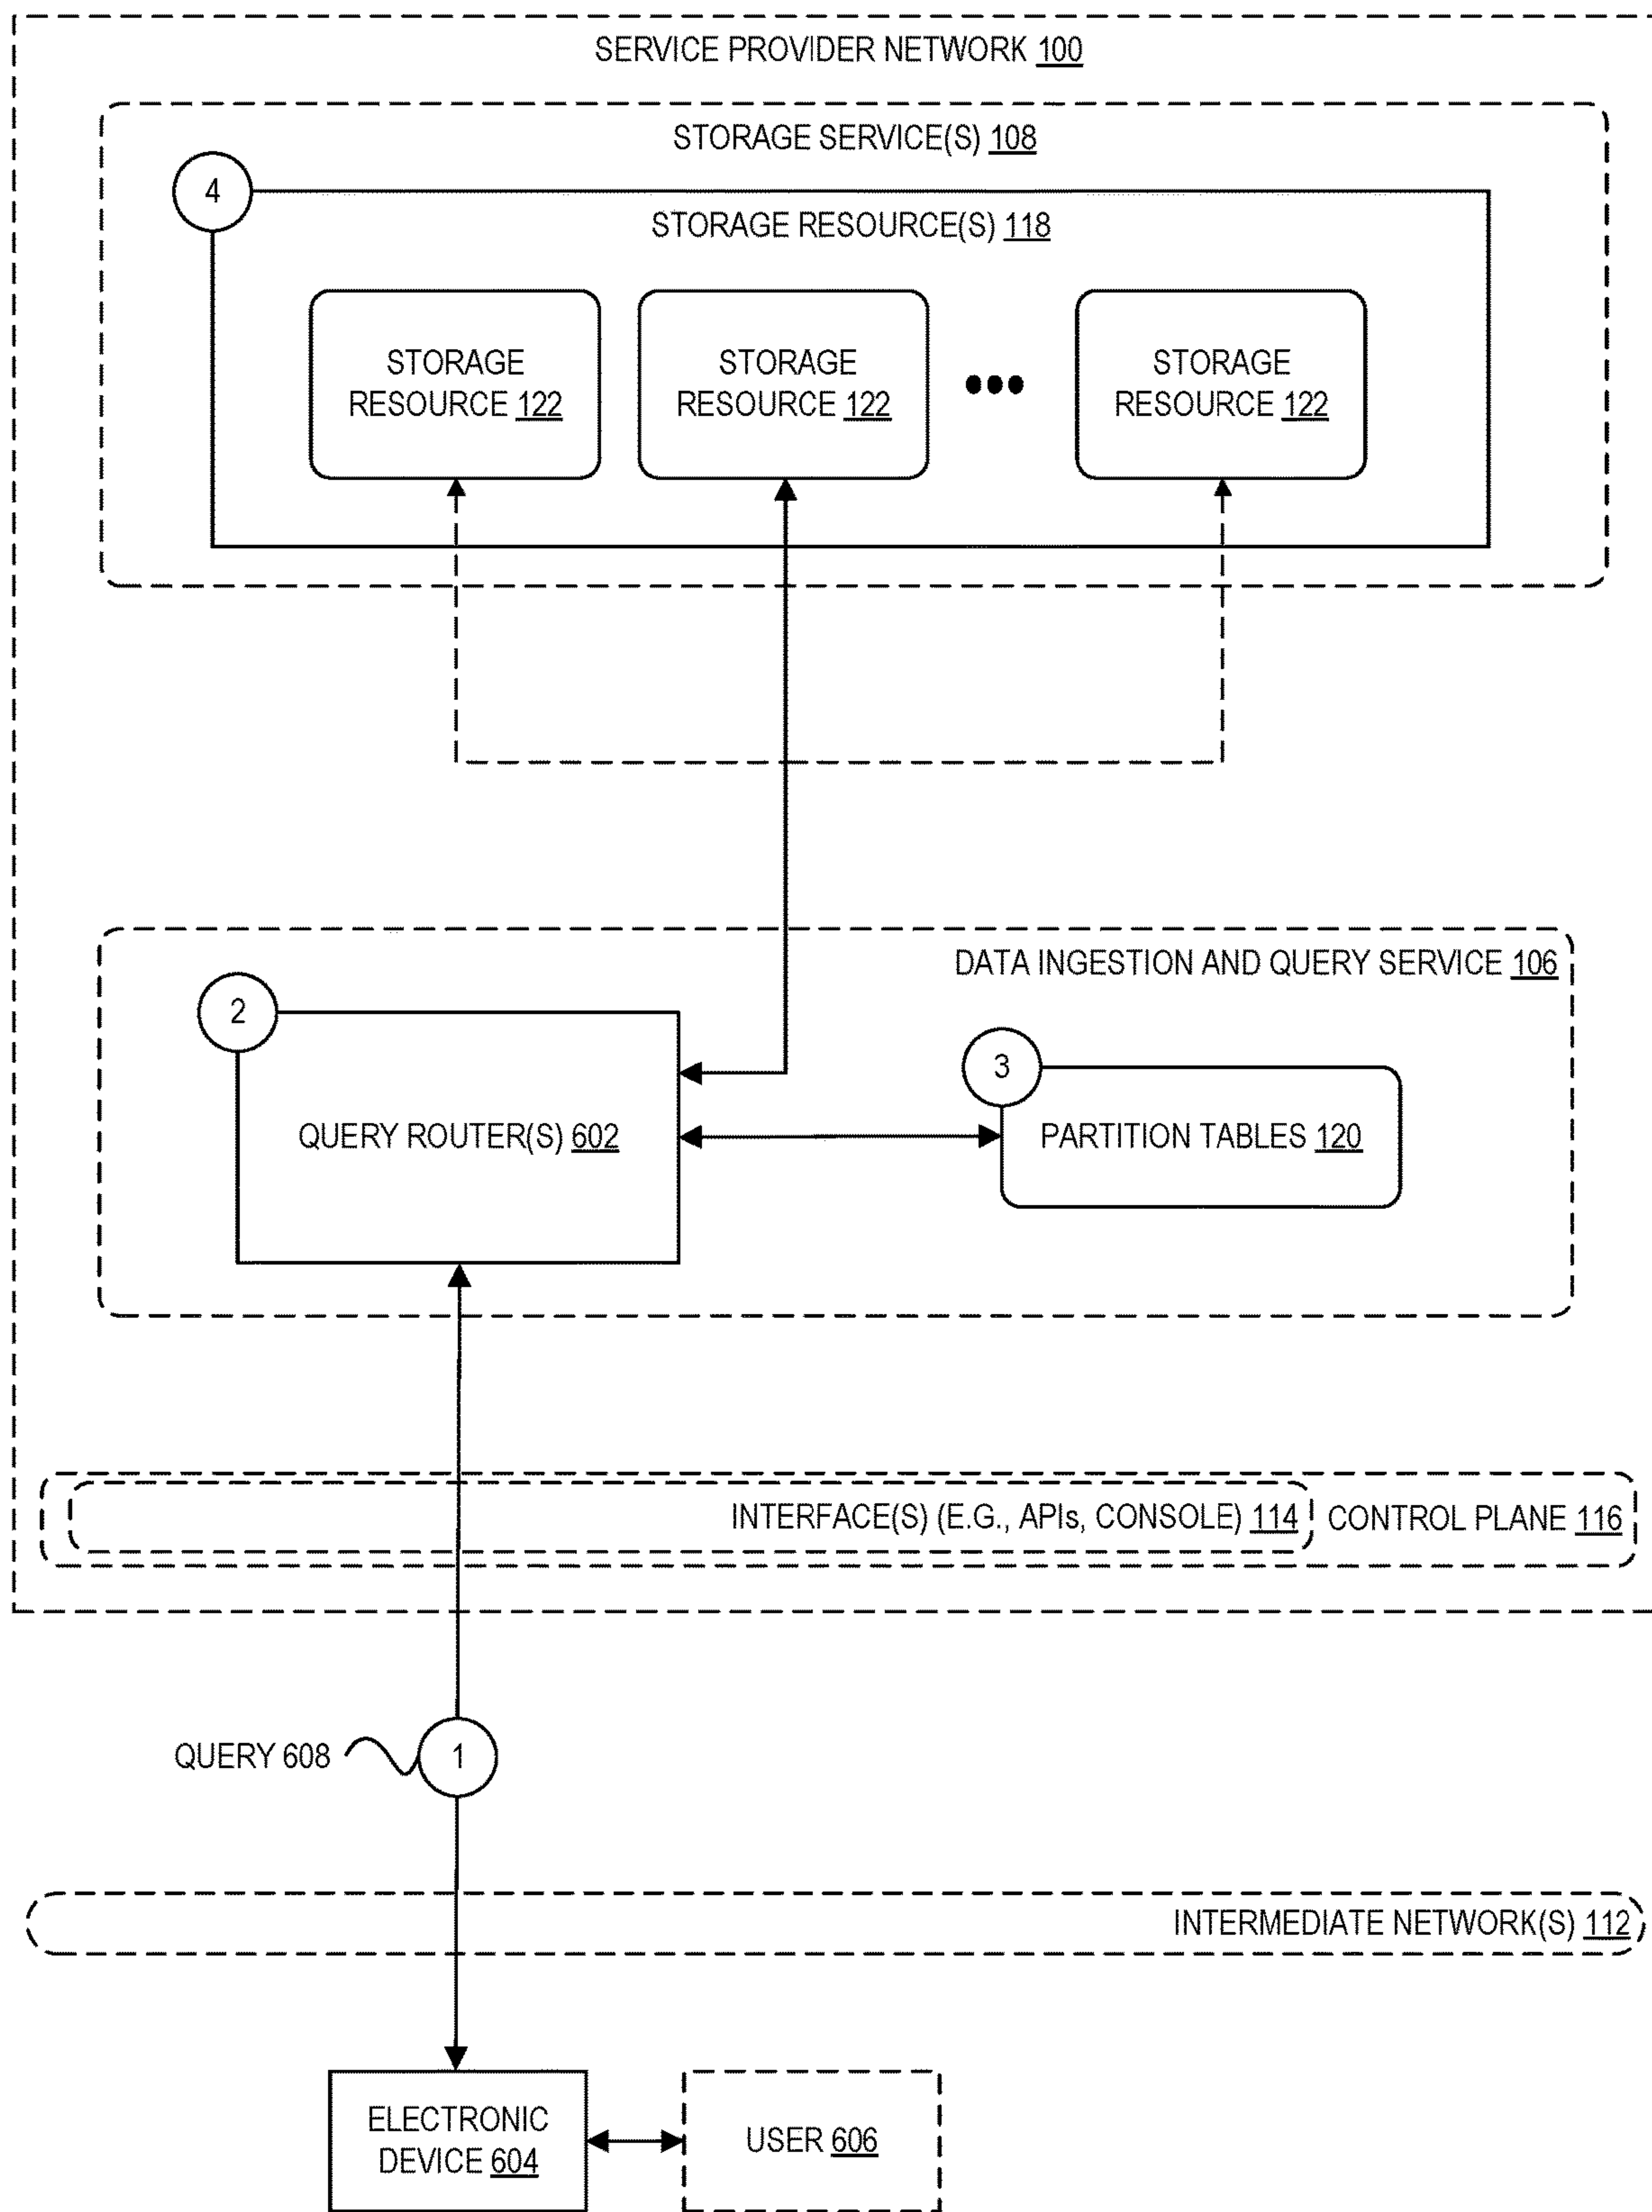 SERVICE PROVIDER NETWORK 100
STORAGE SERVICE(S) 108
4
STORAGE RESOURCE(S) 118
STORAGE
RESOURCE 122
STORAGE
RESOURCE 122
STORAGE
RESOURCE 122
DATA INGESTION AND QUERY SERVICE 106
2
3
QUERY ROUTER(S) 602
PARTITION TABLES 120
INTERFACE(S) (E.G., APIs, CONSOLE) 114
CONTROL PLANE 116
QUERY 608
1
INTERMEDIATE NETWORK(S) 112
ELECTRONIC
DEVICE 604
USER 606